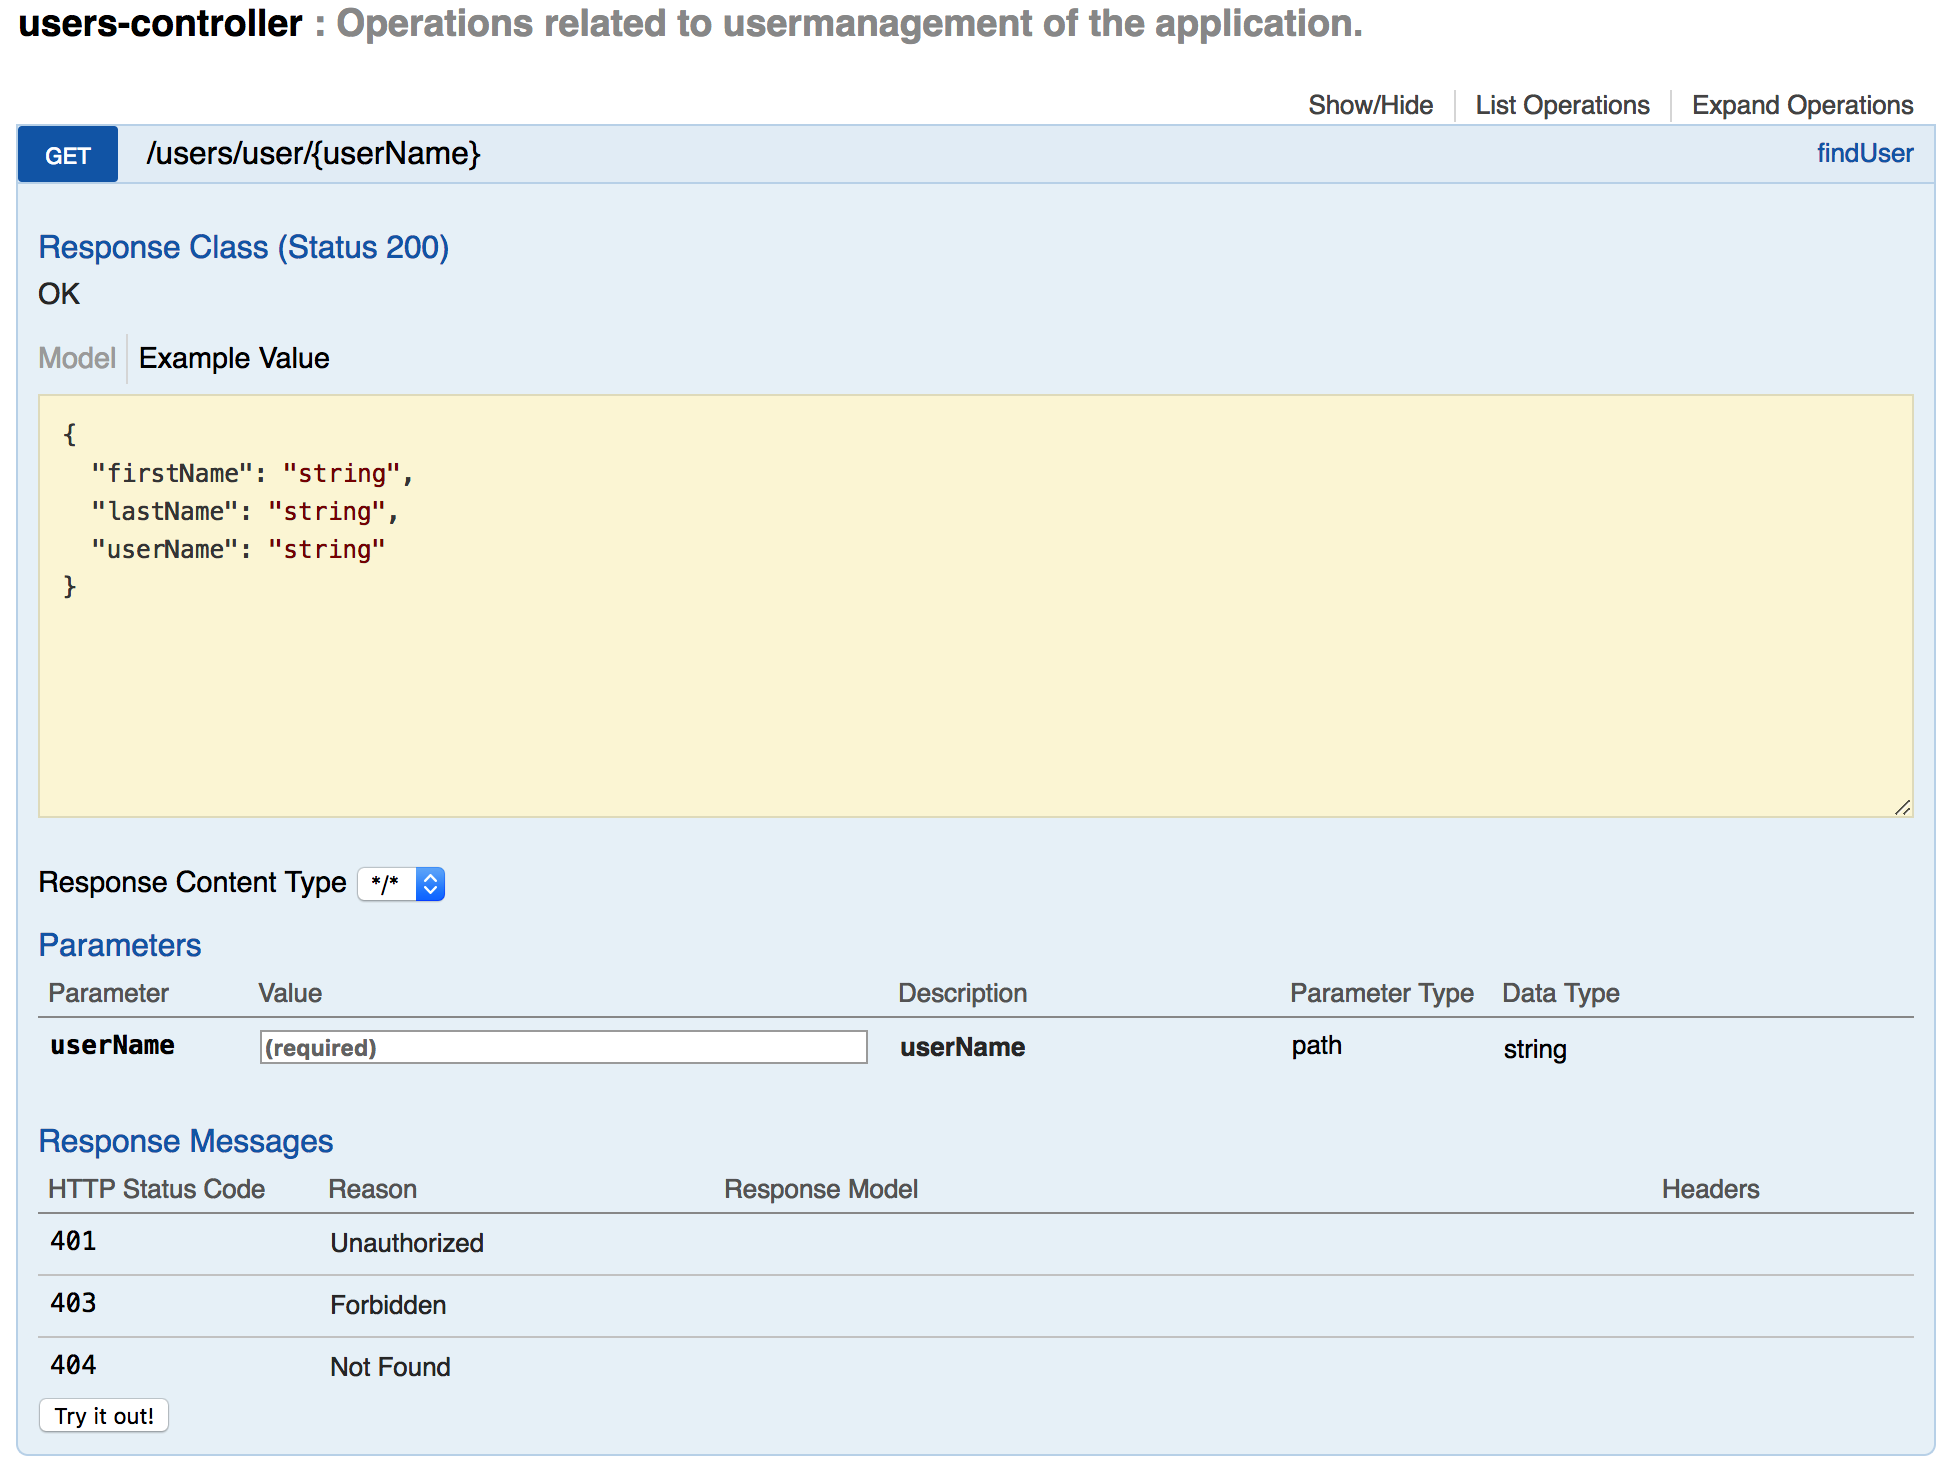 users-controller : Operations related to usermanagement of the application.
Show/Hide List Operations Expand Operations
GET /users/user/{userName} findUser
Response Class (Status 200)
OK
Model Example Value
{
"firstName": "string",
"lastName": "string",
"userName": "string"
}
Response Content Type */*
Parameters
Parameter Value Description Parameter Type Data Type
userName (required) userName path string
Response Messages
HTTP Status Code Reason Response Model Headers
401 Unauthorized
403 Forbidden
404 Not Found
Try it out!